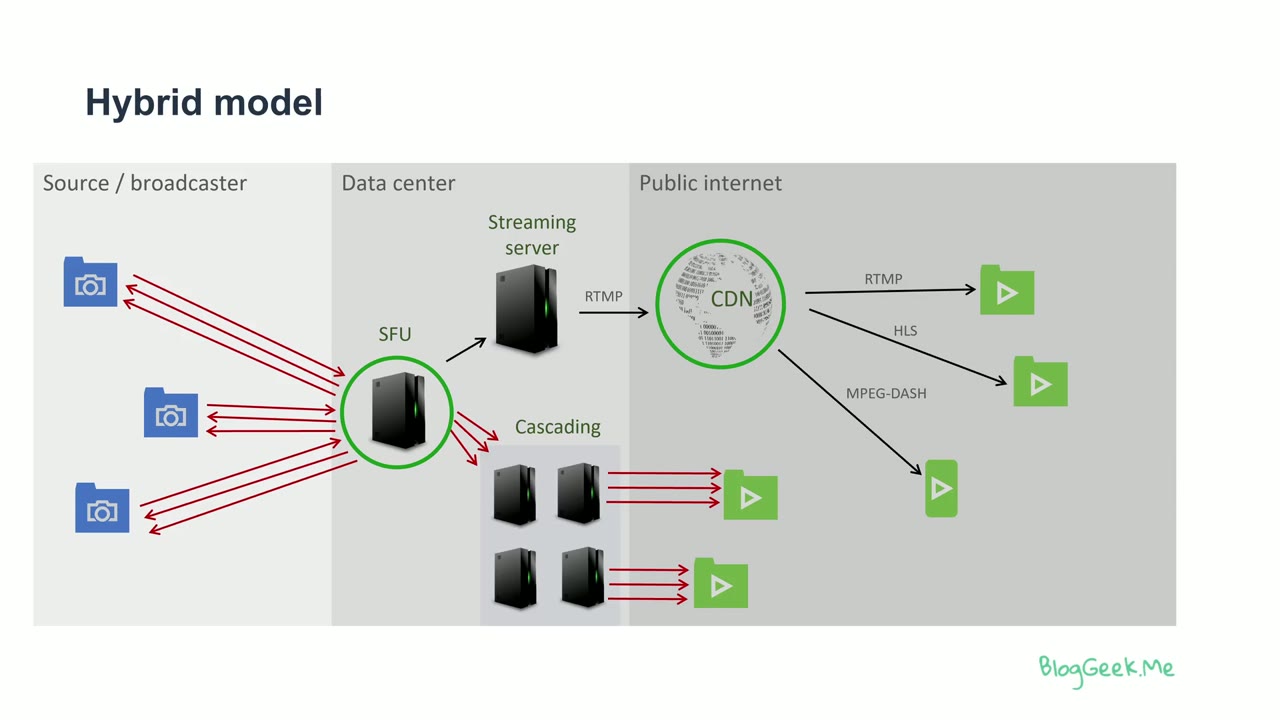 Hybrid model
Source / broadcaster
Data center
Public internet
Streaming
server
RTMP
CDN
RTMP
HLS
MPEG-DASH
SFU
Cascading
BlogGeek.Me